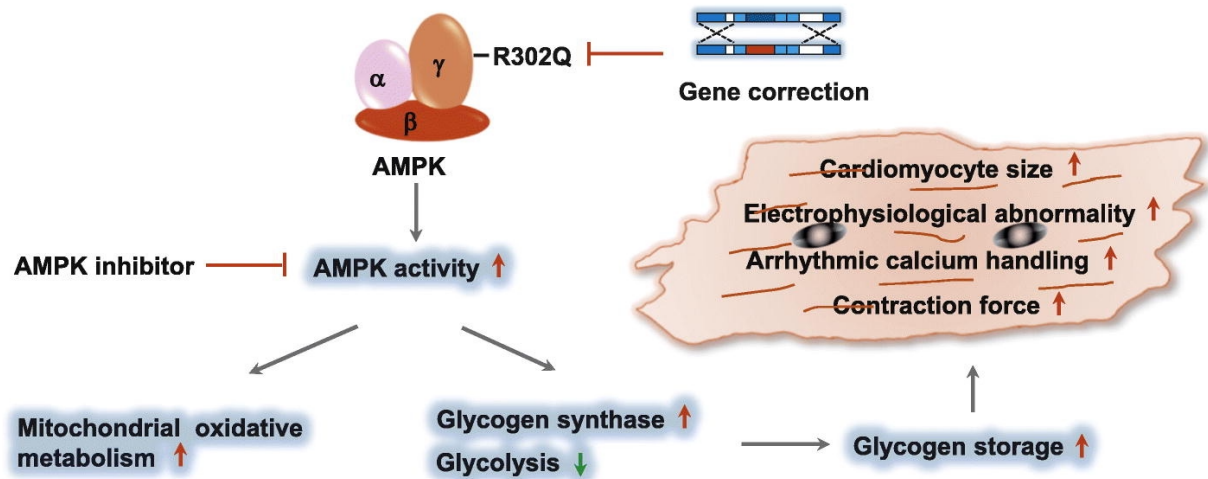 α
γ
β
R302Q
Gene correction
AMPK
Cardiomyocyte size ↑
Electrophysiological abnormality ↑
Arrhythmic calcium handling ↑
Contraction force ↑
AMPK inhibitor
AMPK activity ↑
Mitochondrial oxidative
metabolism ↑
Glycogen synthase ↑
Glycolysis ↓
Glycogen storage ↑